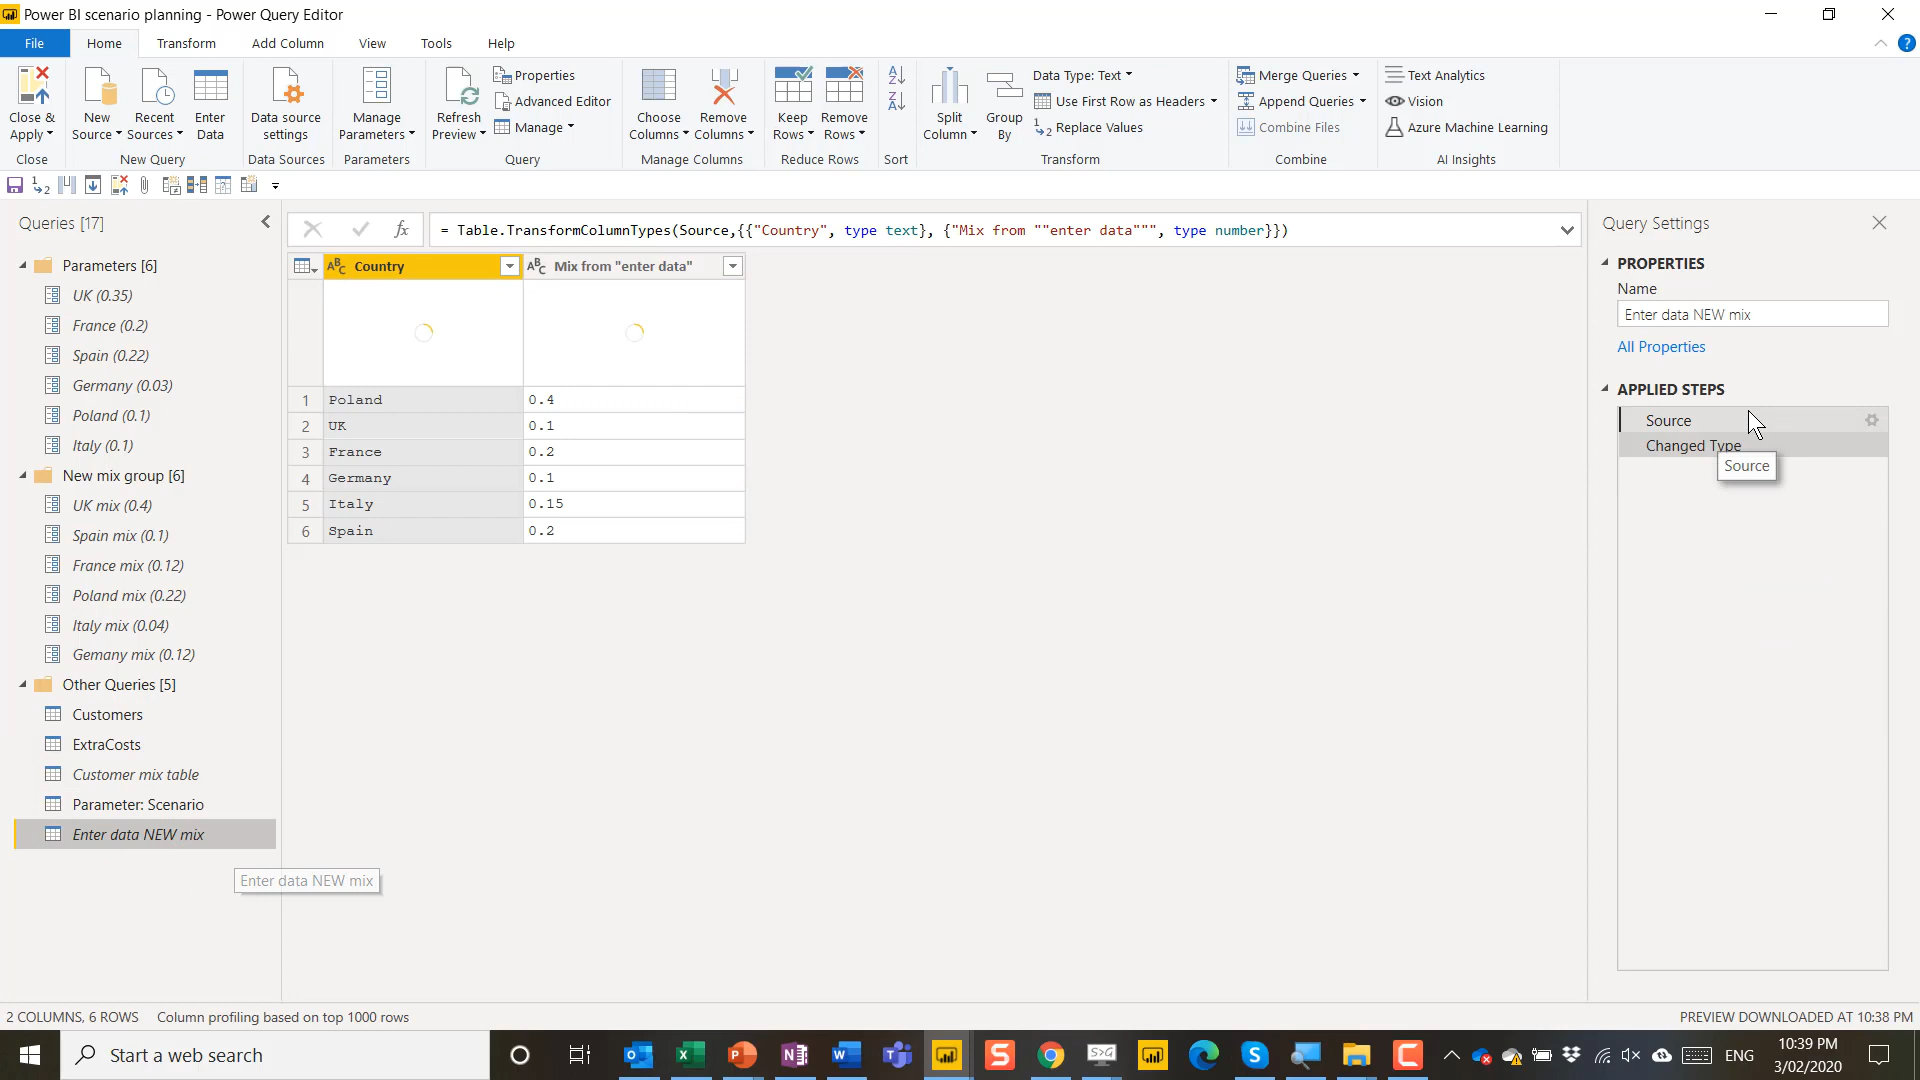 Power BI scenario planning - Power Query Editor
File Home Transform Add Column View Tools Help
Close & Apply
New Source
Recent Sources
Enter Data
Data source settings
Manage Parameters
Refresh Preview
Properties
Advanced Editor
Manage
Choose Columns
Remove Columns
Keep Rows
Remove Rows
Split Column
Group By
Data Type: Text
Use First Row as Headers
Replace Values
Merge Queries
Append Queries
Combine Files
Text Analytics
Vision
Azure Machine Learning
Close New Query Data Sources Parameters Query Manage Columns Reduce Rows Sort Transform Combine AI Insights
Queries [17]
Parameters [6]
UK (0.35)
France (0.2)
Spain (0.22)
Germany (0.03)
Poland (0.1)
Italy (0.1)
New mix group [6]
UK mix (0.4)
Spain mix (0.1)
France mix (0.12)
Poland mix (0.22)
Italy mix (0.04)
Gemany mix (0.12)
Other Queries [5]
Customers
ExtraCosts
Customer mix table
Parameter: Scenario
Enter data NEW mix
Enter data NEW mix
fx = Table.TransformColumnTypes(Source,{{"Country", type text}, {"Mix from ""enter data""", type number}})
ABC Country ABC Mix from "enter data"
1 Poland 0.4
2 UK 0.1
3 France 0.2
4 Germany 0.1
5 Italy 0.15
6 Spain 0.2
Query Settings
PROPERTIES
Name
Enter data NEW mix
All Properties
APPLIED STEPS
Source
Changed Type
Source
2 COLUMNS, 6 ROWS Column profiling based on top 1000 rows
PREVIEW DOWNLOADED AT 10:38 PM
Start a web search
ENG
10:39 PM
3/02/2020